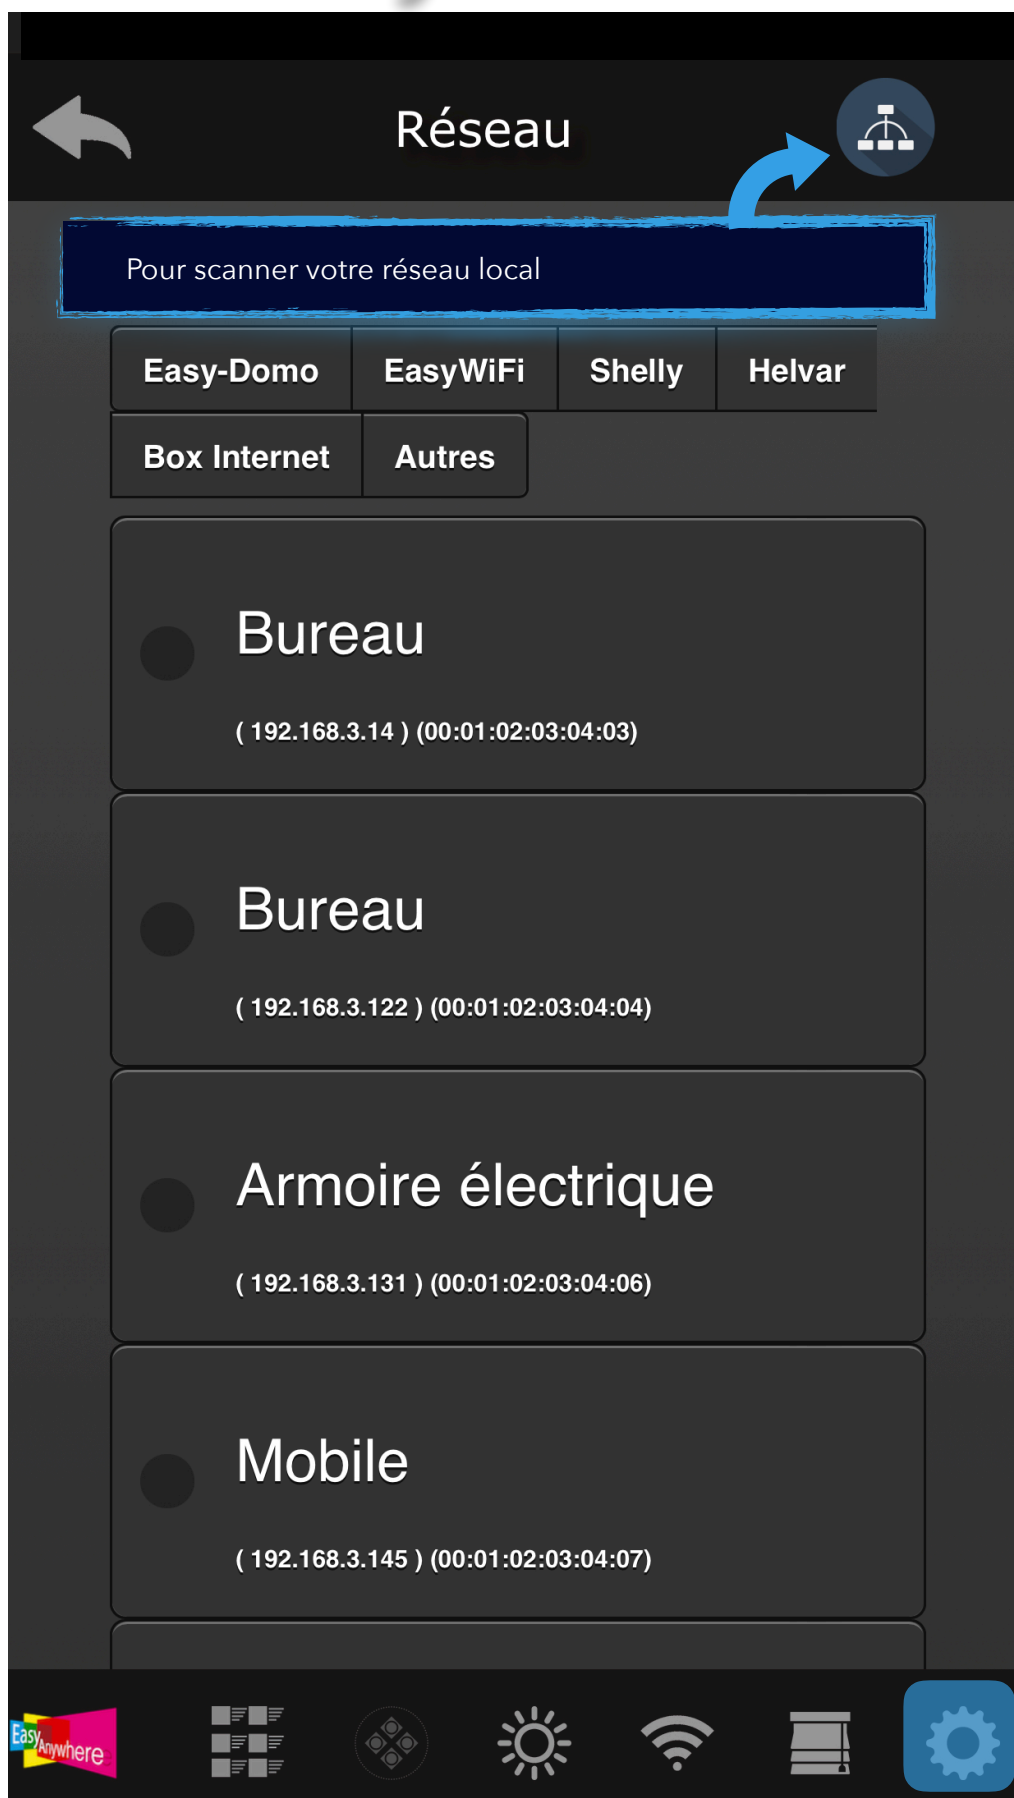 Réseau
Pour scanner votre réseau local
Easy-Domo EasyWiFi Shelly Helvar
Box Internet Autres
Bureau
( 192.168.3.14 ) (00:01:02:03:04:03)
Bureau
( 192.168.3.122 ) (00:01:02:03:04:04)
Armoire électrique
( 192.168.3.131 ) (00:01:02:03:04:06)
Mobile
( 192.168.3.145 ) (00:01:02:03:04:07)
Easy Anywhere